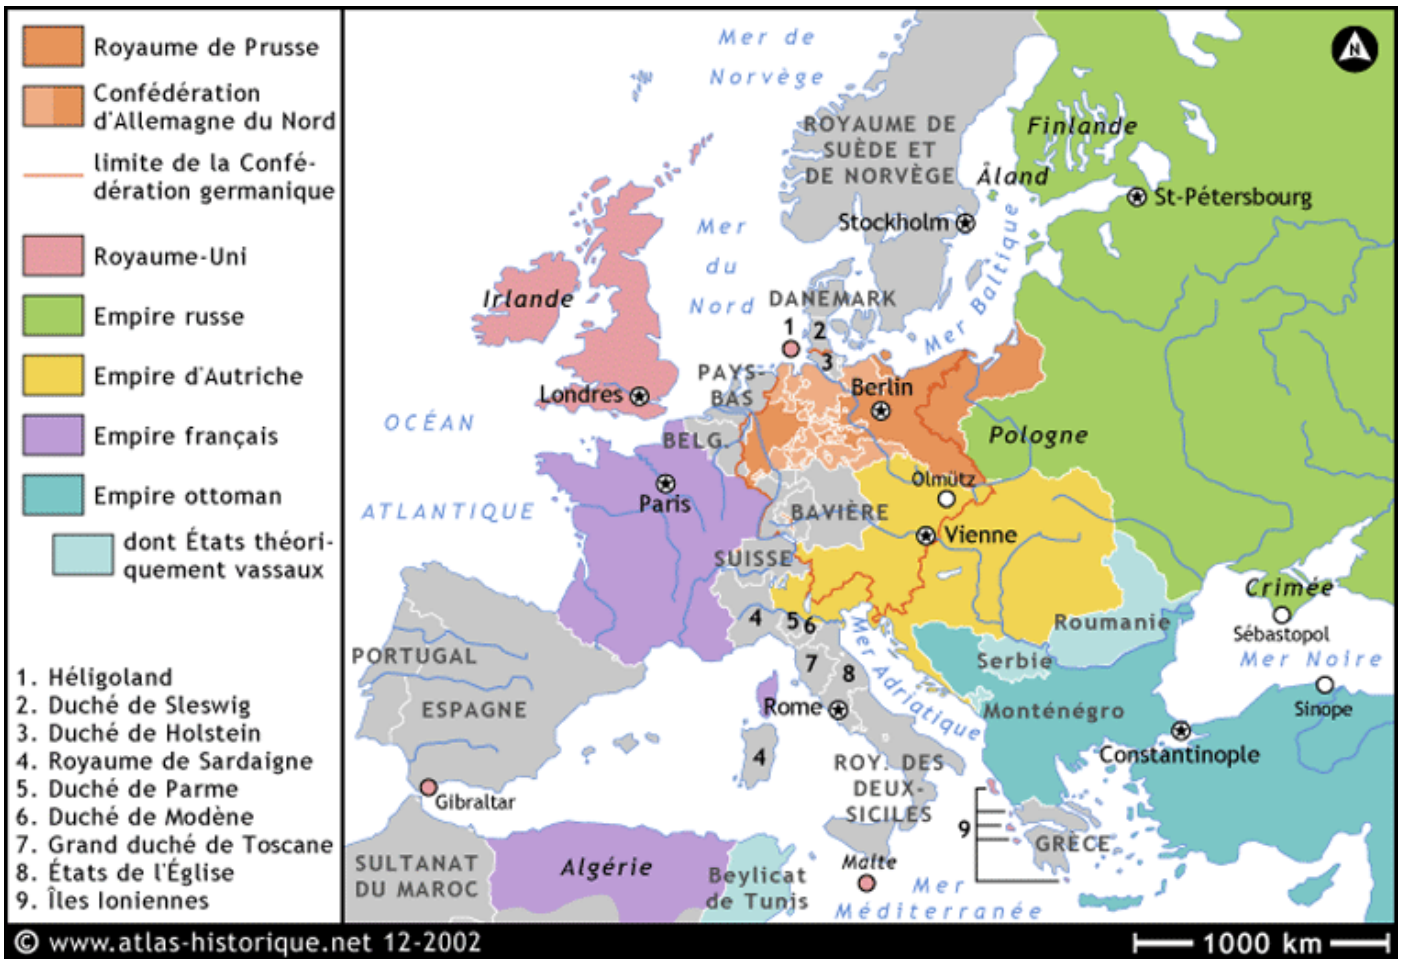 Royaume de Prusse
Confédération
d'Allemagne du Nord
limite de la Confé-
dération germanique
Royaume-Uni
Empire russe
Empire d'Autriche
Empire français
Empire ottoman
dont États théori-
quement vassaux
1. Héligoland
2. Duché de Sleswig
3. Duché de Holstein
4. Royaume de Sardaigne
5. Duché de Parme
6. Duché de Modène
7. Grand duché de Toscane
8. États de l'Église
9. Îles Ioniennes
Mer de
Norvège
N
ROYAUME DE
SUÈDE ET
DE NORVÈGE
Finlande
Åland
St-Pétersbourg
Stockholm
Mer
du
Nord
Mer Baltique
Irlande
DANEMARK
1
2
3
PAYS-
BAS
Berlin
Londres
OCÉAN
BELG.
Pologne
Olmütz
Paris
ATLANTIQUE
BAVIÈRE
Vienne
SUISSE
Crimée
4
5
6
Roumanie
Sébastopol
Mer Adriatique
PORTUGAL
7
8
Serbie
Mer Noire
ESPAGNE
Rome
Monténégro
Sinope
4
Constantinople
ROY. DES
DEUX-
SICILES
Gibraltar
9
GRÈCE
SULTANAT
DU MAROC
Algérie
Beylicat
de Tunis
Malte
Mer
Méditerranée
© www.atlas-historique.net 12-2002
1000 km